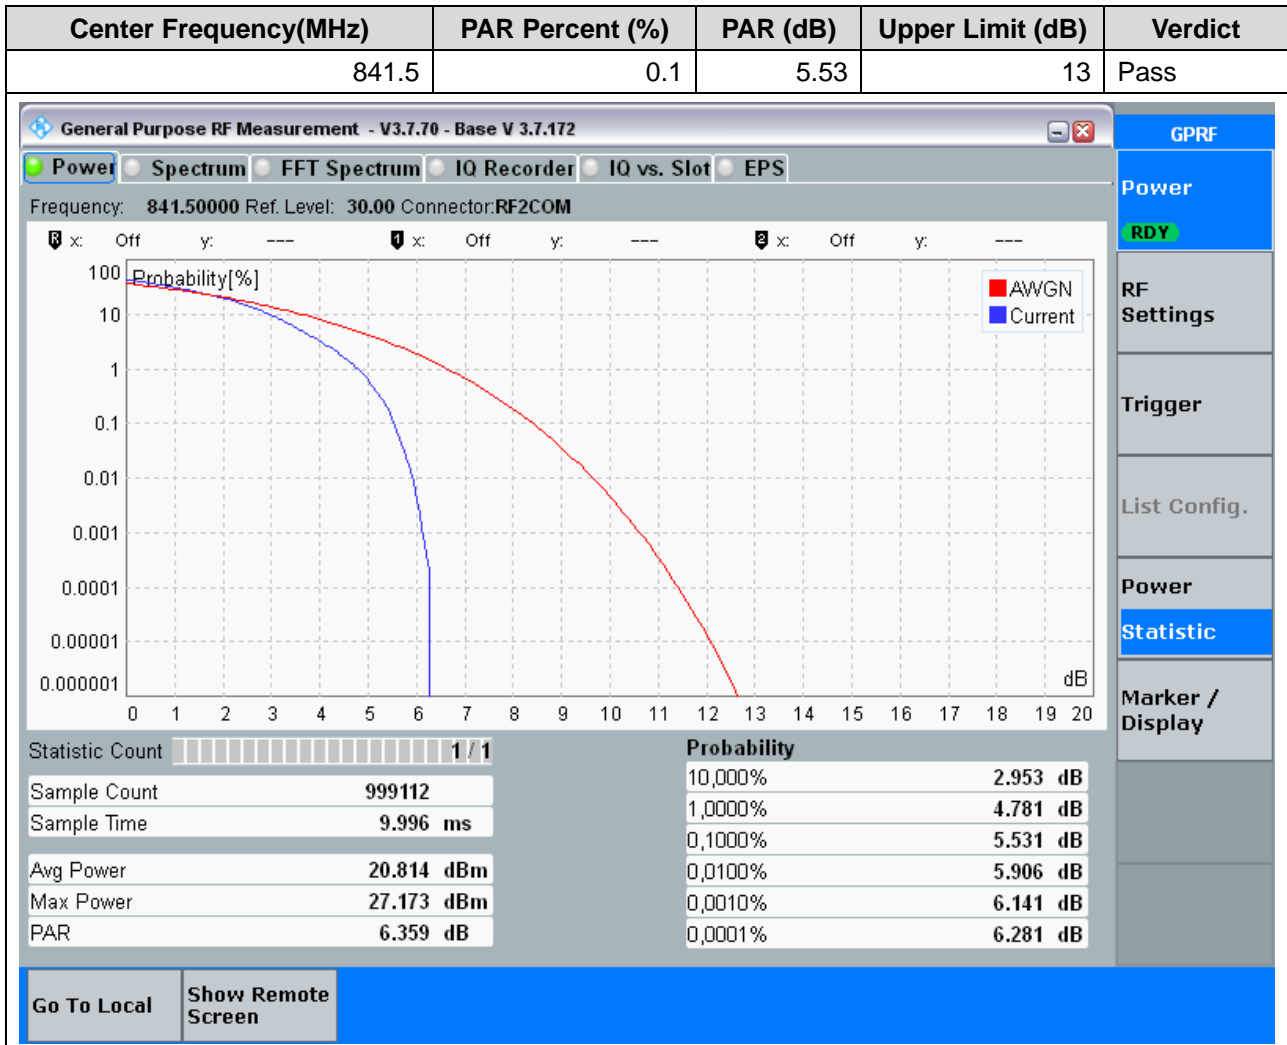 Center Frequency(MHz) PAR Percent (%) PAR (dB) Upper Limit (dB) Verdict
841.5 0.1 5.53 13 Pass
General Purpose RF Measurement - V3.7.70 - Base V 3.7.172
GPRF
Power Spectrum FFT Spectrum IQ Recorder IQ vs. Slot EPS
Power
RDY
Frequency: 841.50000 Ref. Level: 30.00 Connector:RF2COM
R x: Off y: --- 1 x: Off y: --- 2 x: Off y: ---
Probability[%]
AWGN
Current
100
10
1
0.1
0.01
0.001
0.0001
0.00001
0.000001
dB
0 1 2 3 4 5 6 7 8 9 10 11 12 13 14 15 16 17 18 19 20
RF
Settings
Trigger
List Config.
Power
Statistic
Marker /
Display
Statistic Count 1 / 1
Sample Count 999112
Sample Time 9.996 ms
Avg Power 20.814 dBm
Max Power 27.173 dBm
PAR 6.359 dB
Probability
10,000% 2.953 dB
1,0000% 4.781 dB
0,1000% 5.531 dB
0,0100% 5.906 dB
0,0010% 6.141 dB
0,0001% 6.281 dB
Go To Local
Show Remote
Screen